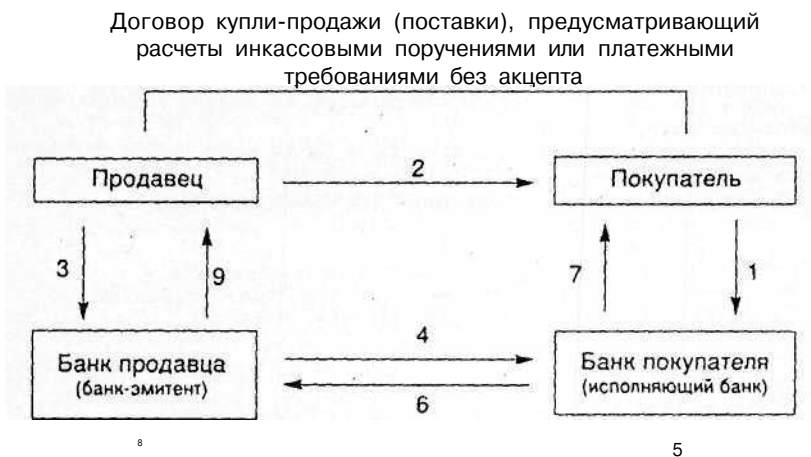 Договор купли-продажи (поставки), предусматривающий
расчеты инкассовыми поручениями или платежными
требованиями без акцепта
Продавец
2
Покупатель
3
9
7
1
Банк продавца
(банк-эмитент)
4
6
Банк покупателя
(исполняющий банк)
8
5